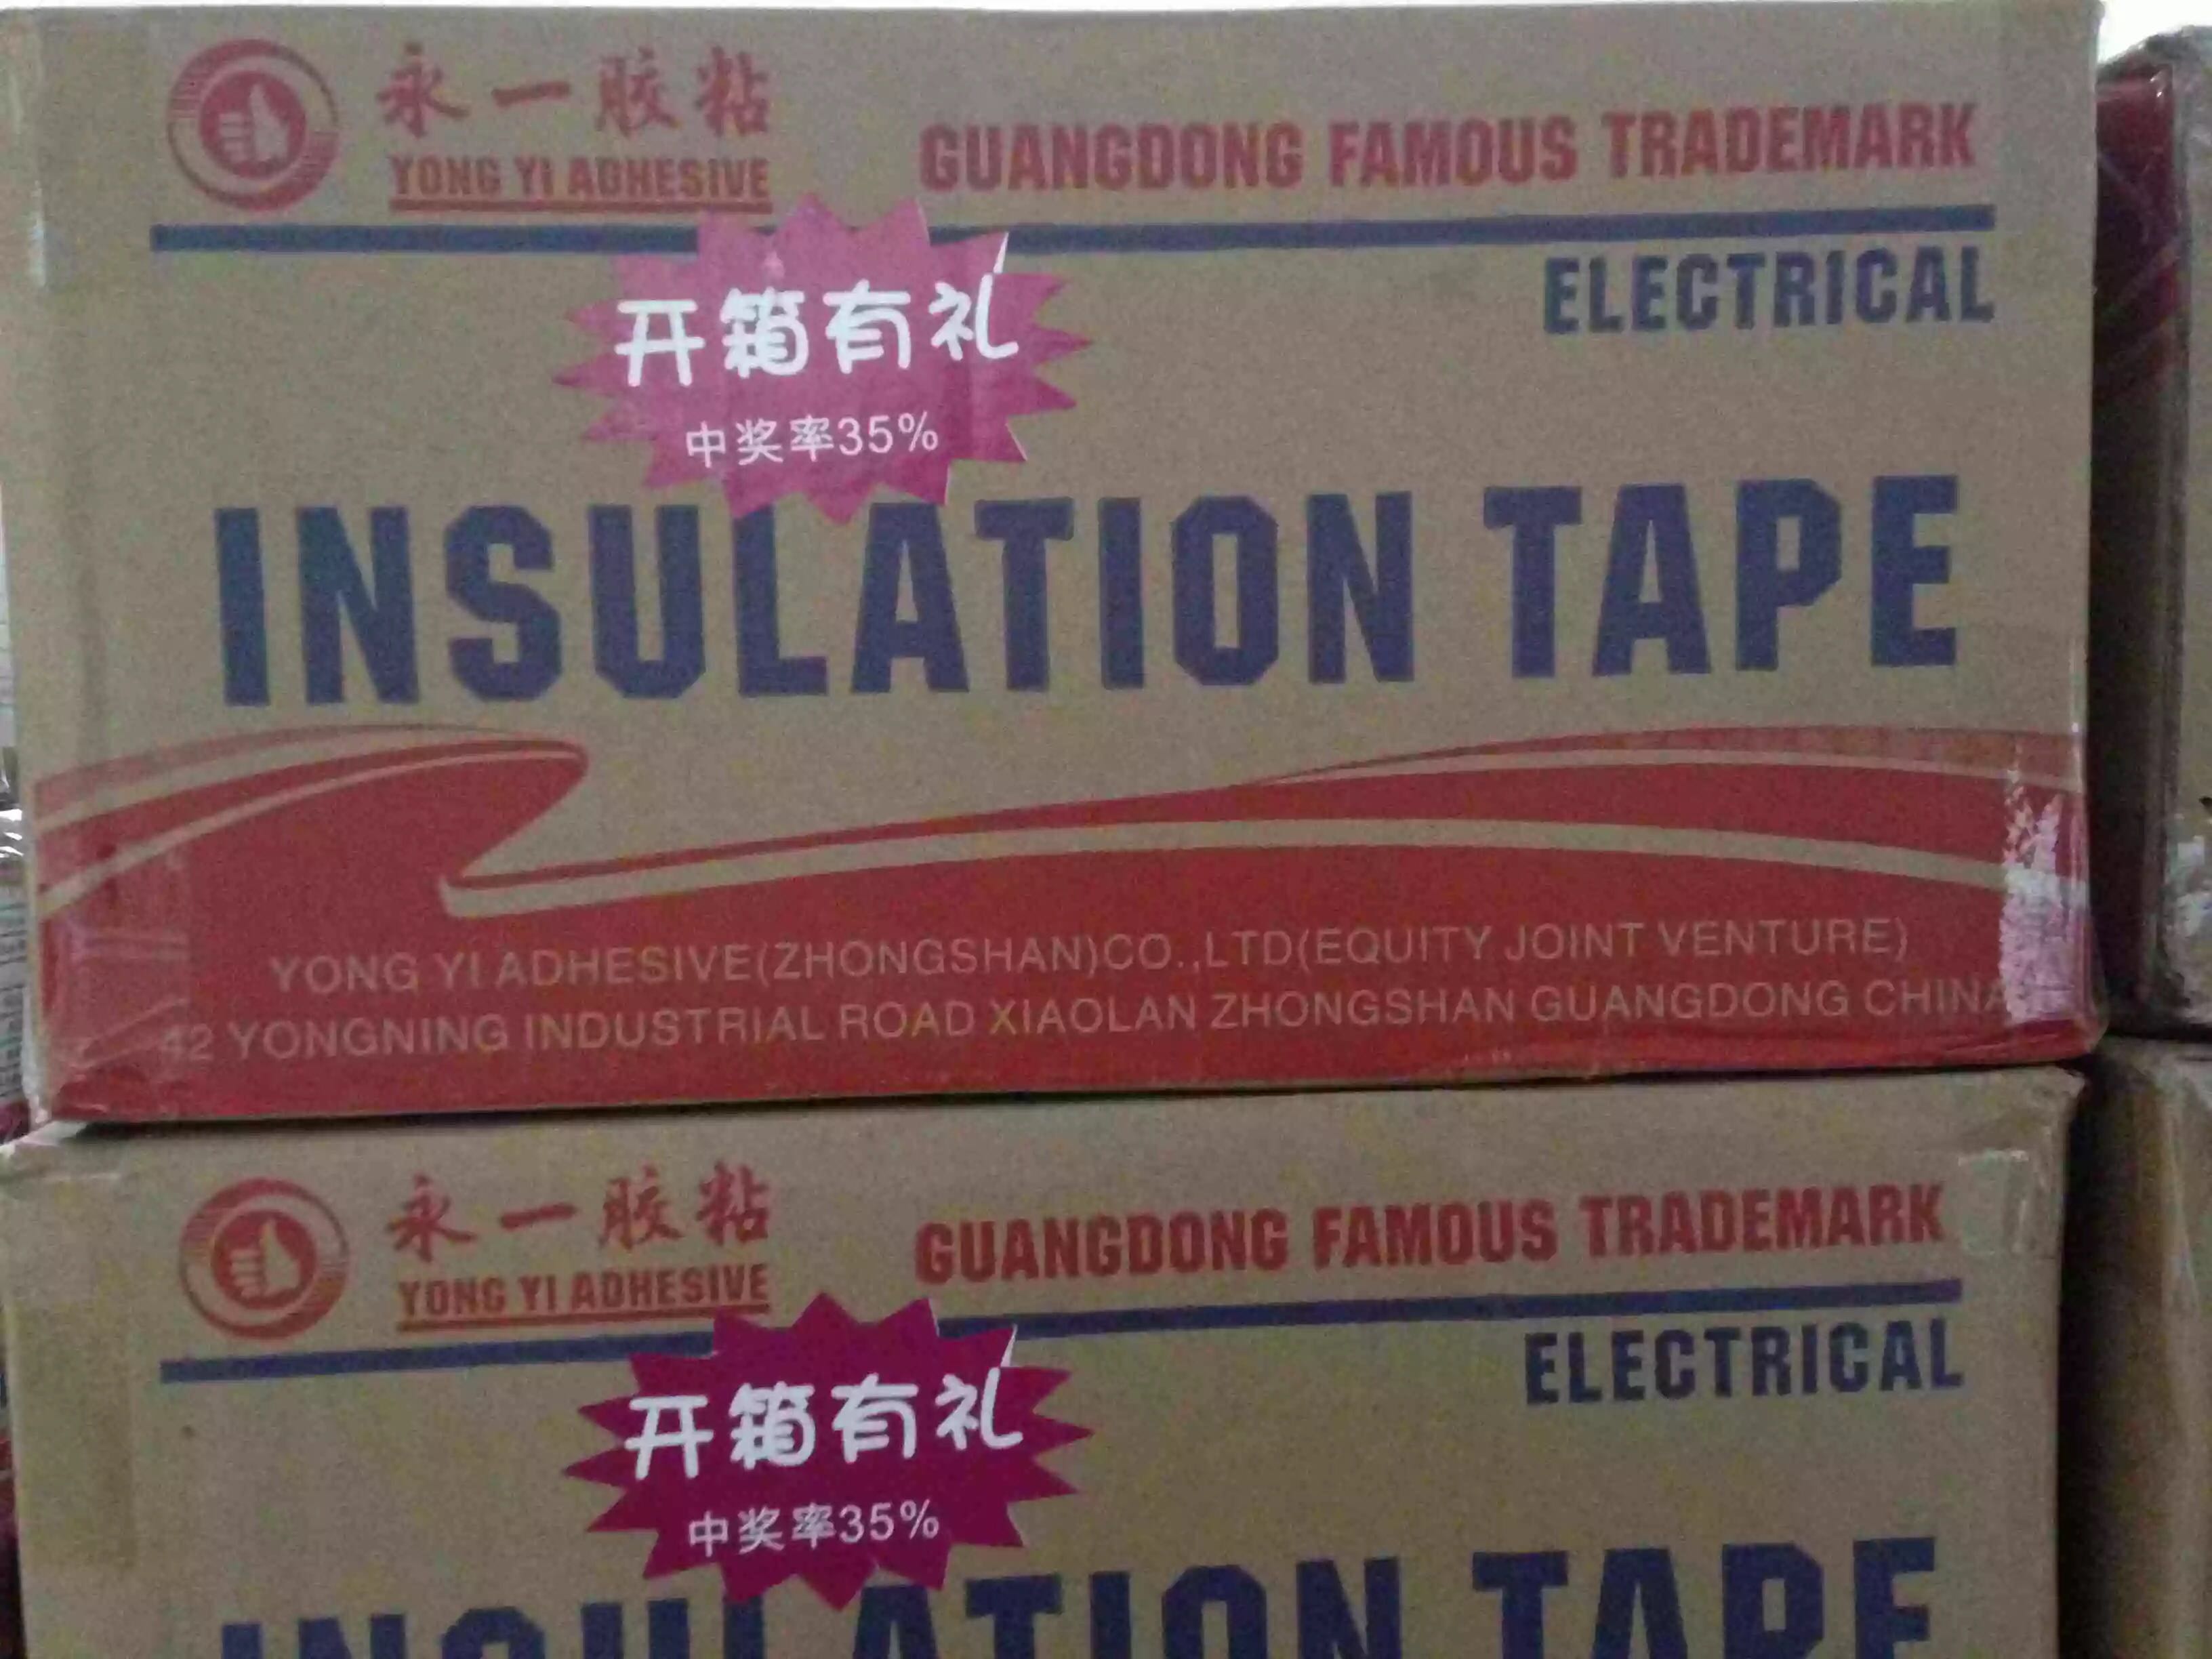 永一胶粘
YONG YI ADHESIVE
GUANGDONG FAMOUS TRADEMARK
ELECTRICAL
开箱有礼
中奖率35%
INSULATION TAPE
YONG YI ADHESIVE(ZHONGSHAN)CO.,LTD(EQUITY JOINT VENTURE)
42 YONGNING INDUSTRIAL ROAD XIAOLAN ZHONGSHAN GUANGDONG CHINA
永一胶粘
YONG YI ADHESIVE
GUANGDONG FAMOUS TRADEMARK
ELECTRICAL
开箱有礼
中奖率35%
INSULATION TAPE